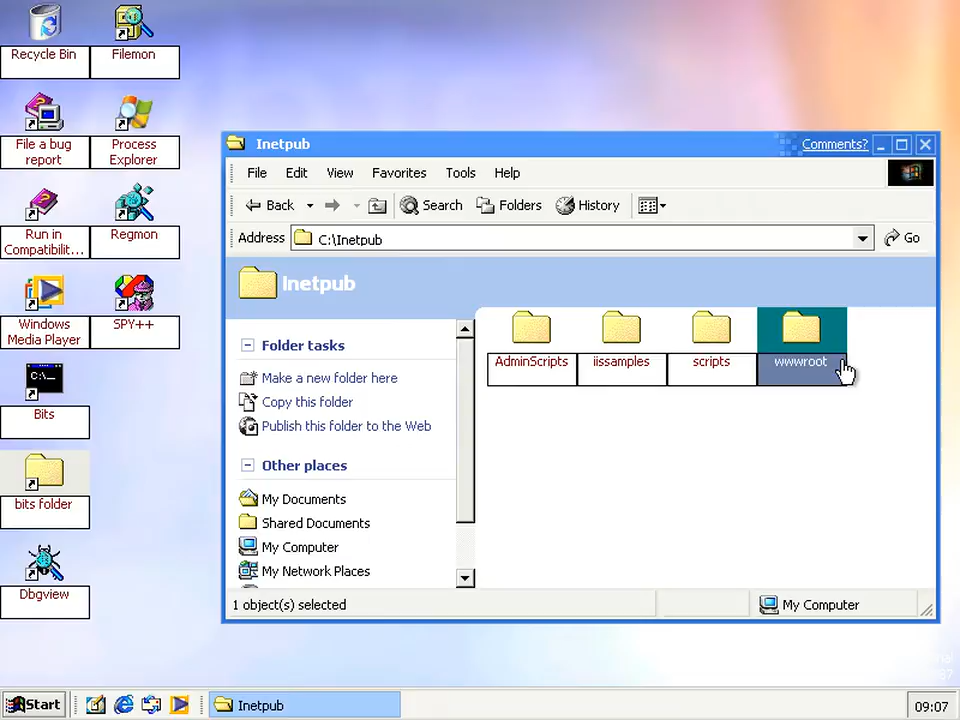 Recycle Bin
Filemon
File a bug
report
Process
Explorer
Run in
Compatibilit...
Regmon
Windows
Media Player
SPY++
C:\_
Bits
bits folder
Dbgview
Inetpub
Comments?
File Edit View Favorites Tools Help
Back Search Folders History
Address C:\Inetpub Go
Inetpub
Folder tasks
Make a new folder here
Copy this folder
Publish this folder to the Web
Other places
My Documents
Shared Documents
My Computer
My Network Places
AdminScripts iissamples scripts wwwroot
1 object(s) selected My Computer
Start Inetpub 09:07